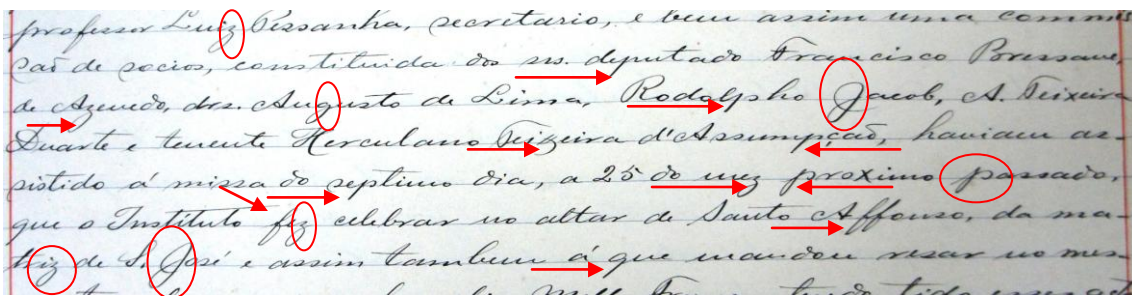 professor Luiz Pessanha, secretario, e bem assim uma commis
saõ de socios, constituida dos srs. deputado Francisco Bressane,
de Azevedo, drs. Augusto de Lima, Rodolpho Jacob, A. Teixeira
Duarte e tenente Herculano Teixeira d'Assumpçaõ, haviam as-
sistido á missa do septimo dia, a 25 do mez proximo passado,
que o Instituto fez celebrar no altar de Santo Affonso, da ma-
triz de S. José e assim tambem á que mandou resar no mes-